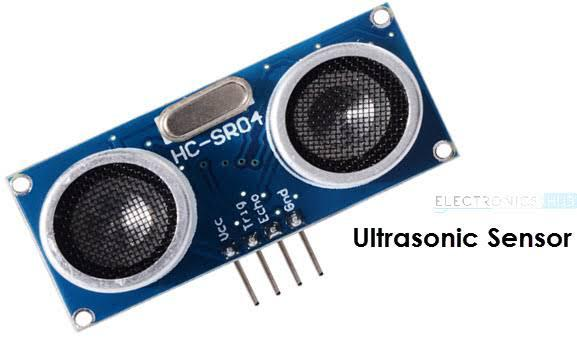 HC-SR04
Vcc
Trig
Echo
Gnd
ELECTRONICS HUB
Ultrasonic Sensor